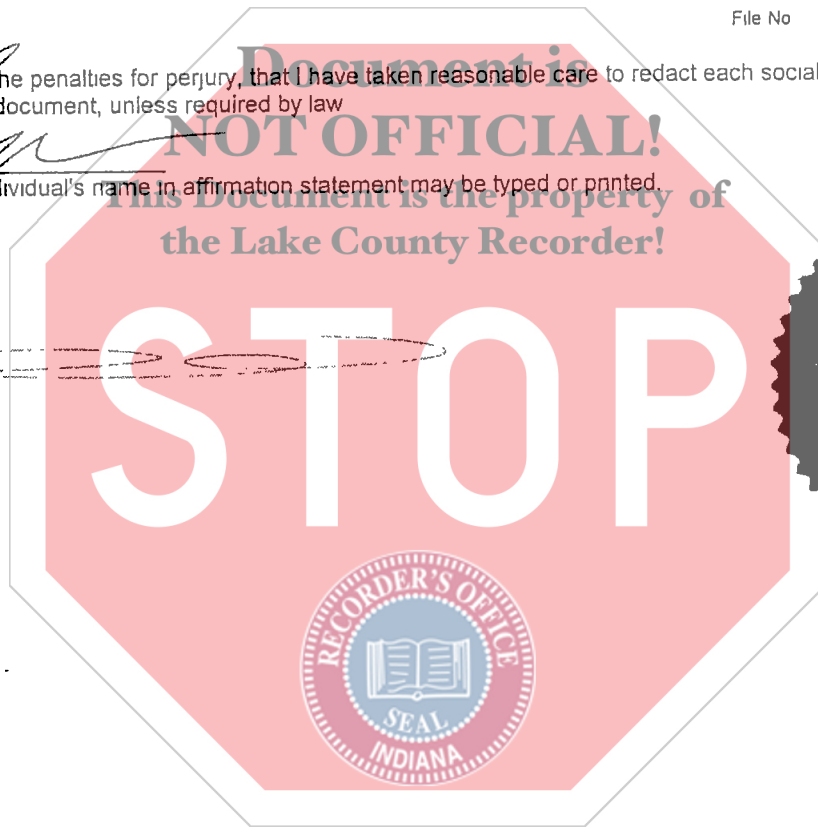 File No
Document is
he penalties for perjury, that I have taken reasonable care to redact each social
document, unless required by law
NOT OFFICIAL!
dividual's name in affirmation statement may be typed or printed.
This Document is the property of
the Lake County Recorder!
STOP
RECORDER'S OFFICE
SEAL
INDIANA